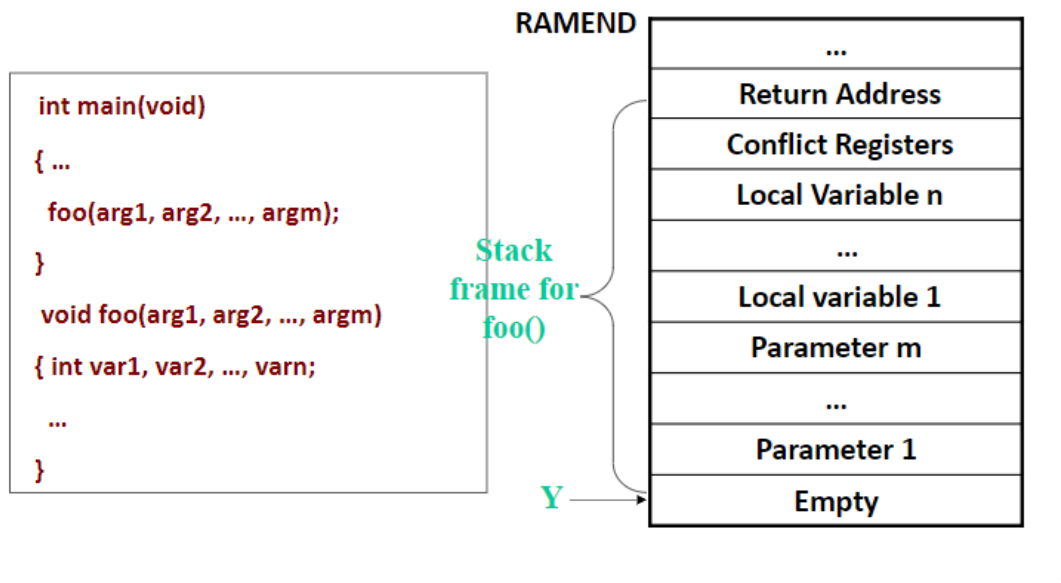 RAMEND
int main(void)
{ ...
foo(arg1, arg2, ..., argm);
}
void foo(arg1, arg2, ..., argm)
{ int var1, var2, ..., varn;
...
}
Stack
frame for
foo()
Y
...
Return Address
Conflict Registers
Local Variable n
...
Local variable 1
Parameter m
...
Parameter 1
Empty